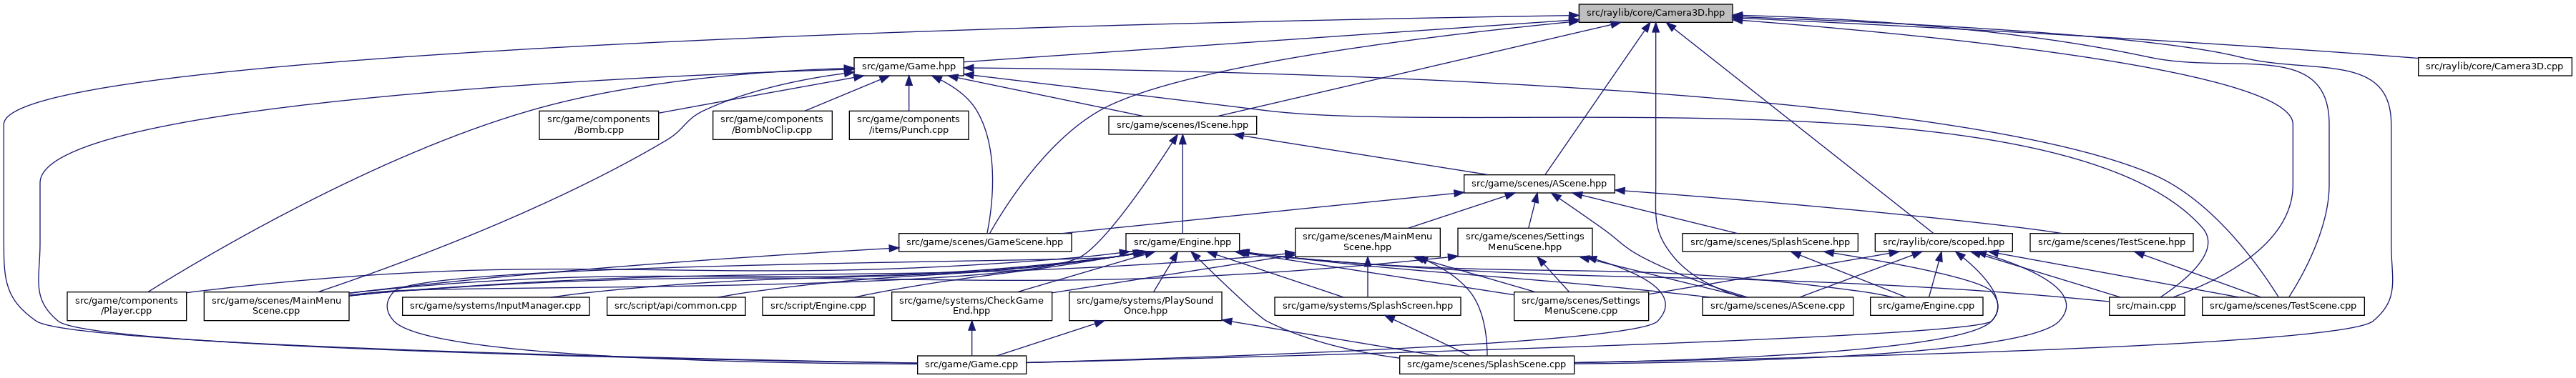 src/raylib/core/Camera3D.hpp
src/game/Game.hpp
src/raylib/core/Camera3D.cpp
src/game/components
/Bomb.cpp
src/game/components
/BombNoClip.cpp
src/game/components
/items/Punch.cpp
src/game/scenes/IScene.hpp
src/game/scenes/AScene.hpp
src/game/scenes/GameScene.hpp
src/game/Engine.hpp
src/game/scenes/MainMenu
Scene.hpp
src/game/scenes/Settings
MenuScene.hpp
src/game/scenes/SplashScene.hpp
src/raylib/core/scoped.hpp
src/game/scenes/TestScene.hpp
src/game/components
/Player.cpp
src/game/scenes/MainMenu
Scene.cpp
src/game/systems/InputManager.cpp
src/script/api/common.cpp
src/script/Engine.cpp
src/game/systems/CheckGame
End.hpp
src/game/systems/PlaySound
Once.hpp
src/game/systems/SplashScreen.hpp
src/game/scenes/Settings
MenuScene.cpp
src/game/scenes/AScene.cpp
src/game/Engine.cpp
src/main.cpp
src/game/scenes/TestScene.cpp
src/game/Game.cpp
src/game/scenes/SplashScene.cpp